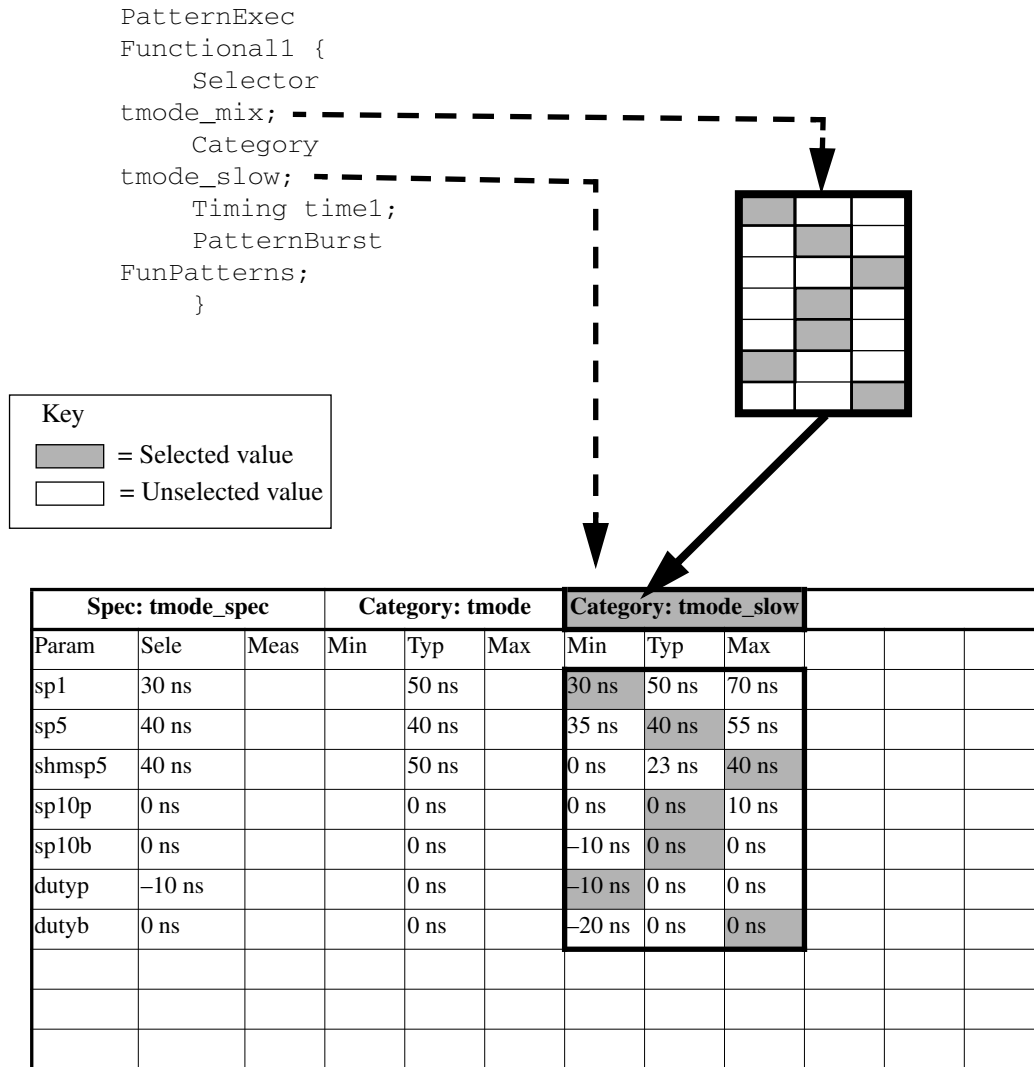 PatternExec
Functional1 {
Selector
tmode_mix;
Category
tmode_slow;
Timing time1;
PatternBurst
FunPatterns;
}
Key
= Selected value
= Unselected value
Spec: tmode_spec Category: tmode Category: tmode_slow
Param Sele Meas Min Typ Max Min Typ Max
sp1 30 ns 50 ns 30 ns 50 ns 70 ns
sp5 40 ns 40 ns 35 ns 40 ns 55 ns
shmsp5 40 ns 50 ns 0 ns 23 ns 40 ns
sp10p 0 ns 0 ns 0 ns 0 ns 10 ns
sp10b 0 ns 0 ns –10 ns 0 ns 0 ns
dutyp –10 ns 0 ns –10 ns 0 ns 0 ns
dutyb 0 ns 0 ns –20 ns 0 ns 0 ns